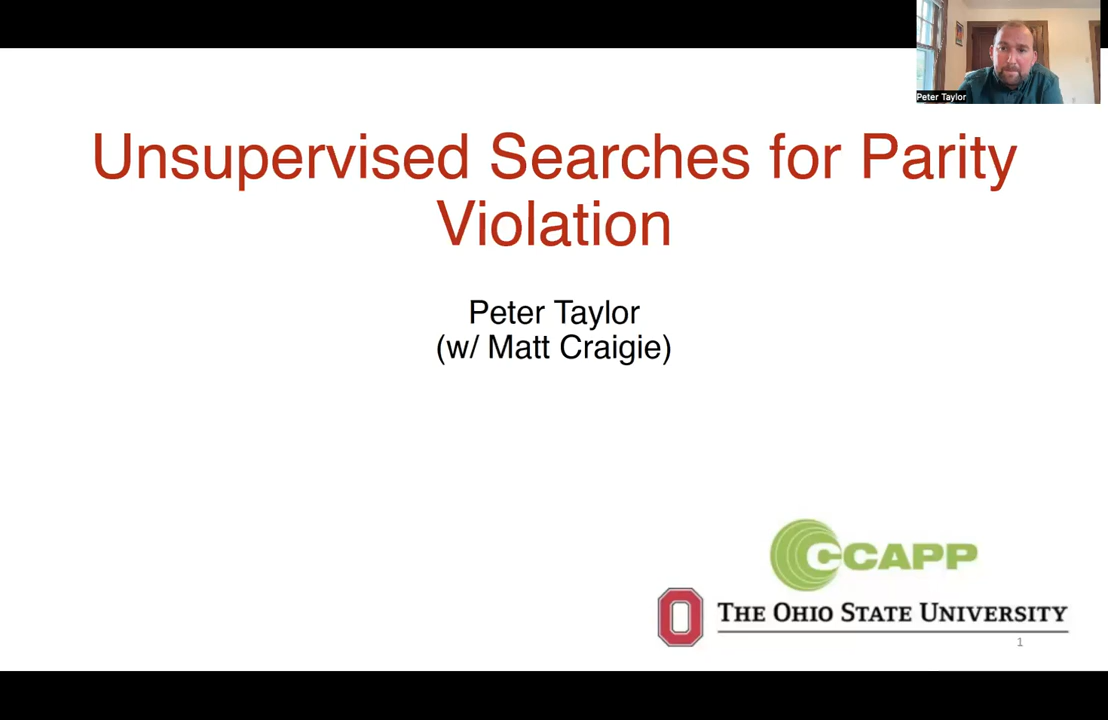 Peter Taylor
Unsupervised Searches for Parity
Violation
Peter Taylor
(w/ Matt Craigie)
CCAPP
THE OHIO STATE UNIVERSITY
1